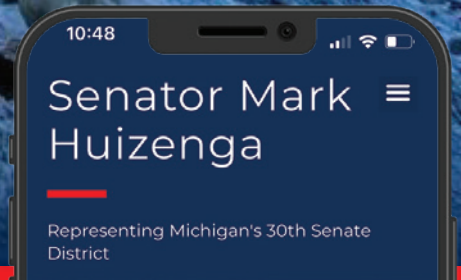 10:48
Senator Mark
Huizenga
Representing Michigan's 30th Senate
District